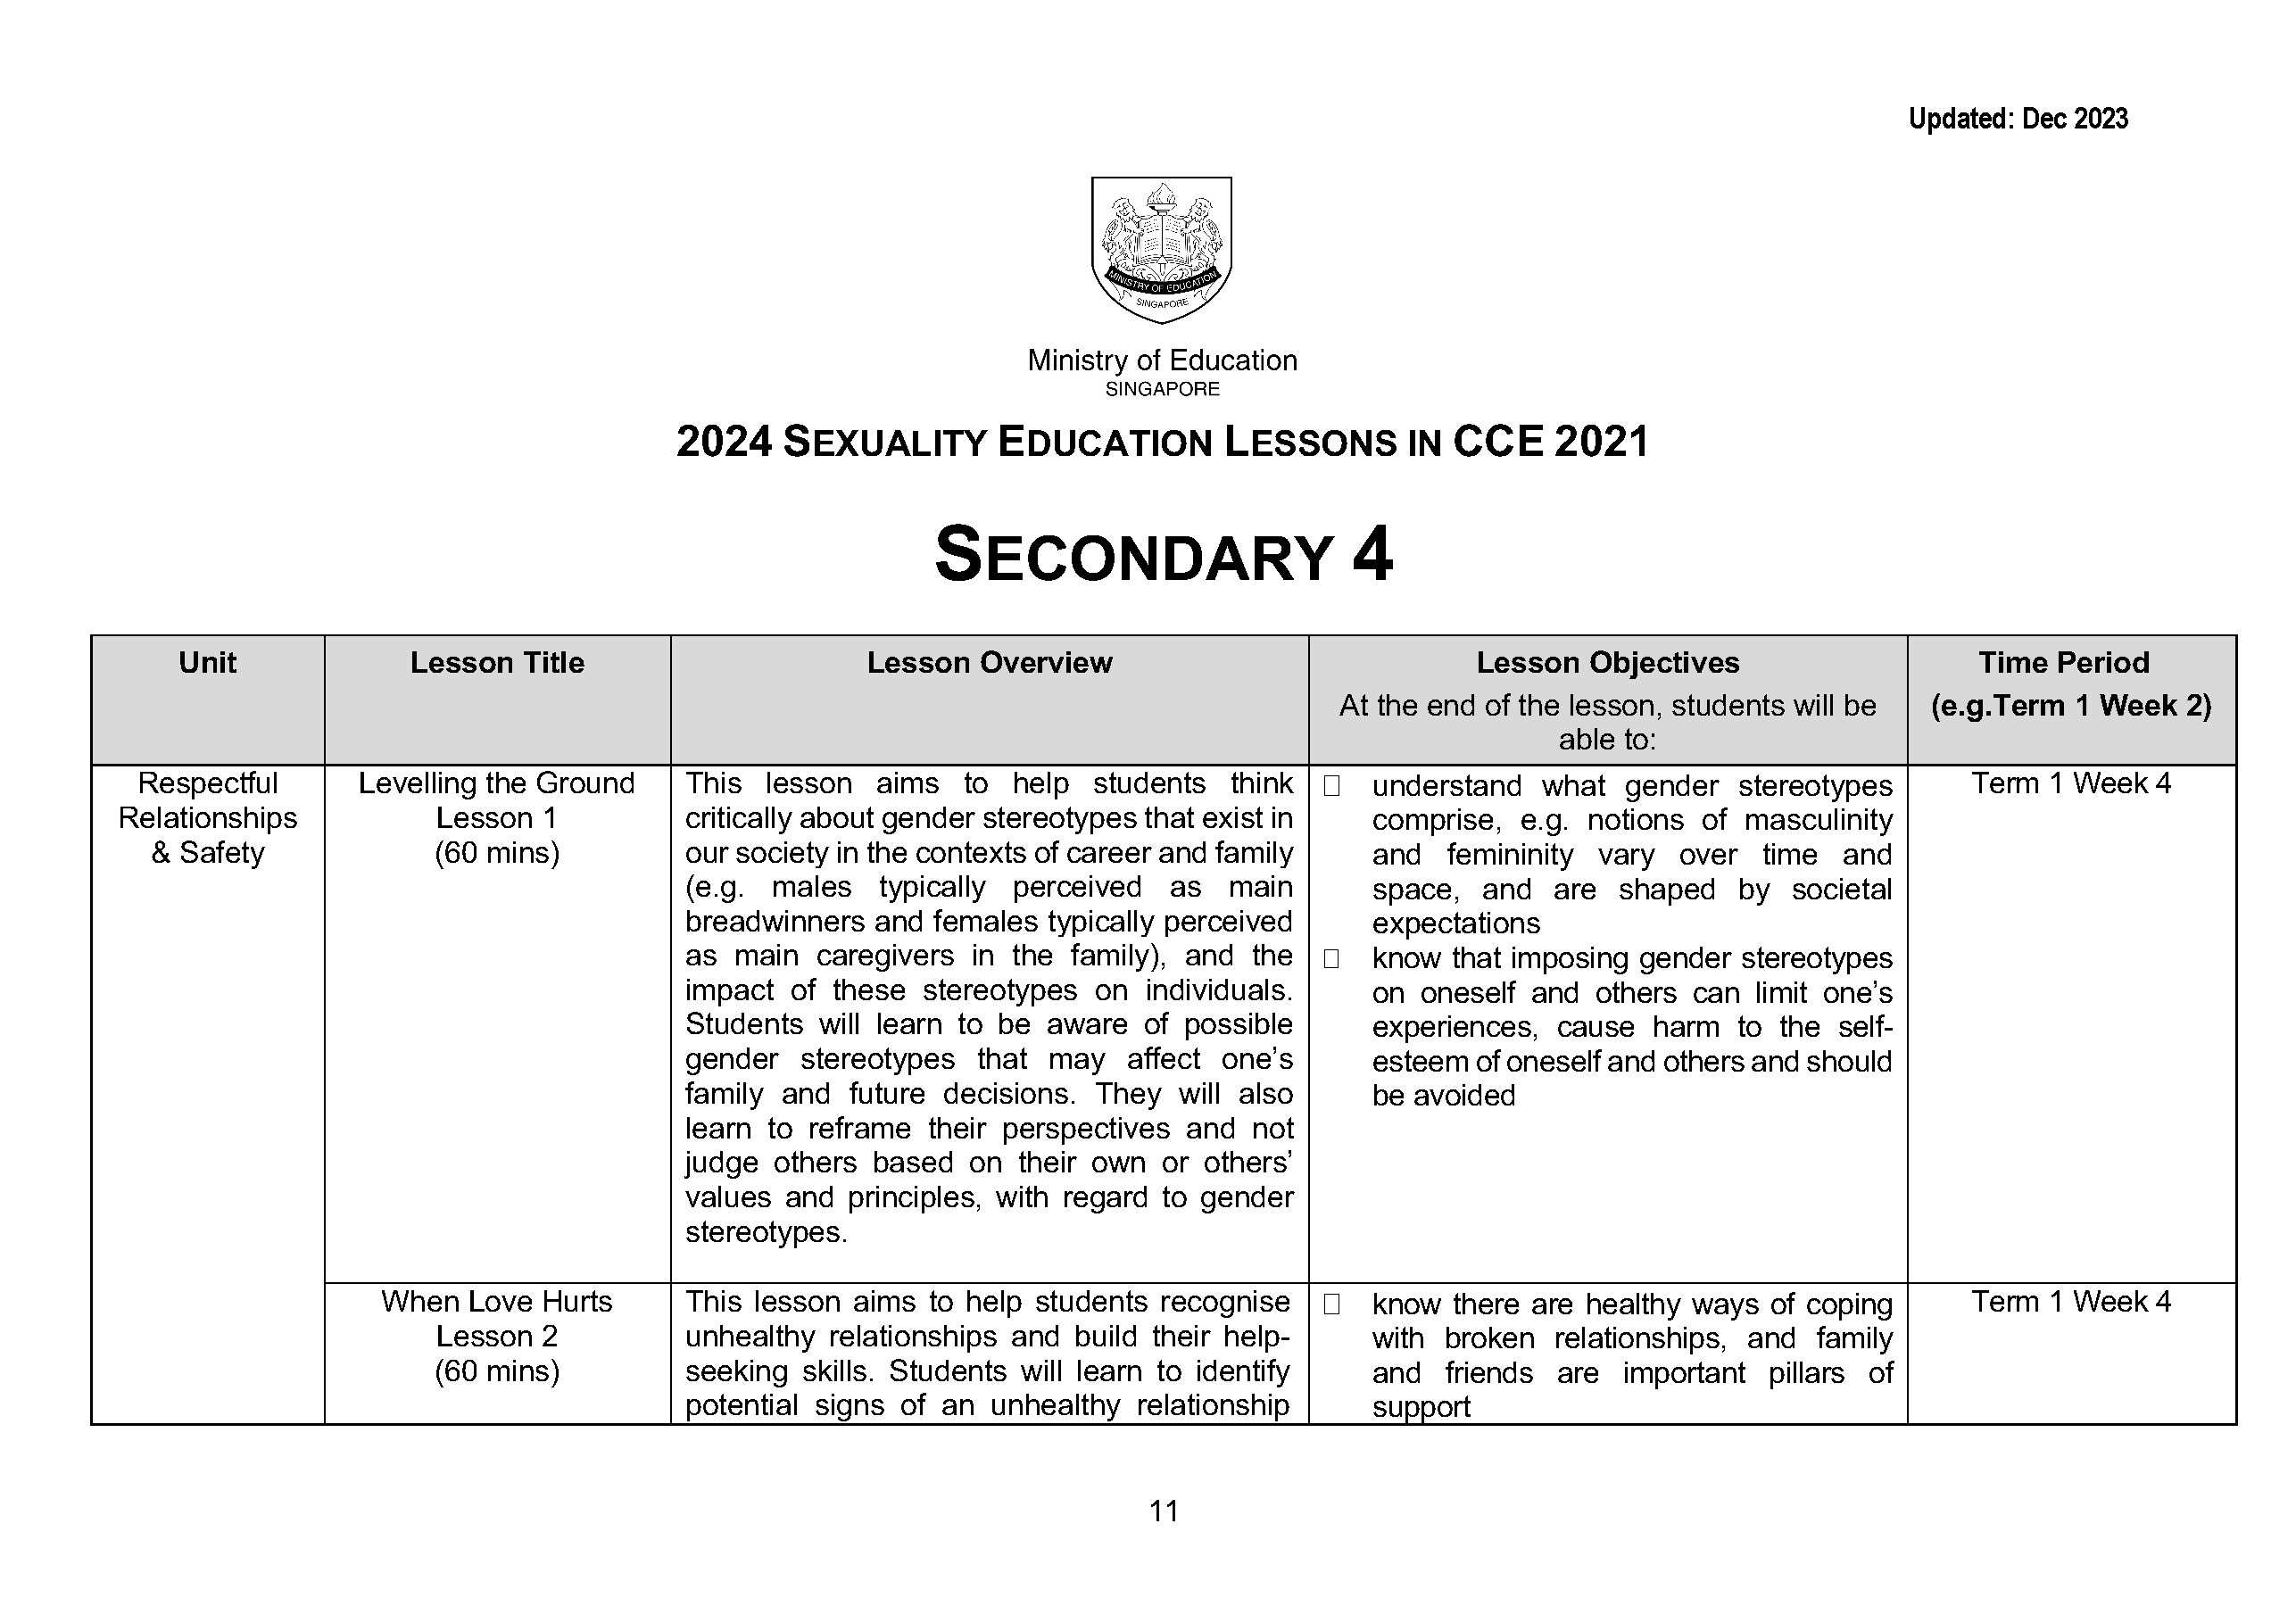 Updated: Dec 2023
MINISTRY OF EDUCATION
SINGAPORE
Ministry of Education
SINGAPORE
2024 SEXUALITY EDUCATION LESSONS IN CCE 2021
SECONDARY 4
Unit
Lesson Title
Lesson Overview
Lesson Objectives
At the end of the lesson, students will be
able to:
Time Period
(e.g.Term 1 Week 2)
Respectful
Relationships
& Safety
Levelling the Ground
Lesson 1
(60 mins)
This lesson aims to help students think
critically about gender stereotypes that exist in
our society in the contexts of career and family
(e.g. males typically perceived as main
breadwinners and females typically perceived
as main caregivers in the family), and the
impact of these stereotypes on individuals.
Students will learn to be aware of possible
gender stereotypes that may affect one’s
family and future decisions. They will also
learn to reframe their perspectives and not
judge others based on their own or others’
values and principles, with regard to gender
stereotypes.
understand what gender stereotypes
comprise, e.g. notions of masculinity
and femininity vary over time and
space, and are shaped by societal
expectations
know that imposing gender stereotypes
on oneself and others can limit one’s
experiences, cause harm to the self-
esteem of oneself and others and should
be avoided
Term 1 Week 4
When Love Hurts
Lesson 2
(60 mins)
This lesson aims to help students recognise
unhealthy relationships and build their help-
seeking skills. Students will learn to identify
potential signs of an unhealthy relationship
know there are healthy ways of coping
with broken relationships, and family
and friends are important pillars of
support
Term 1 Week 4
11